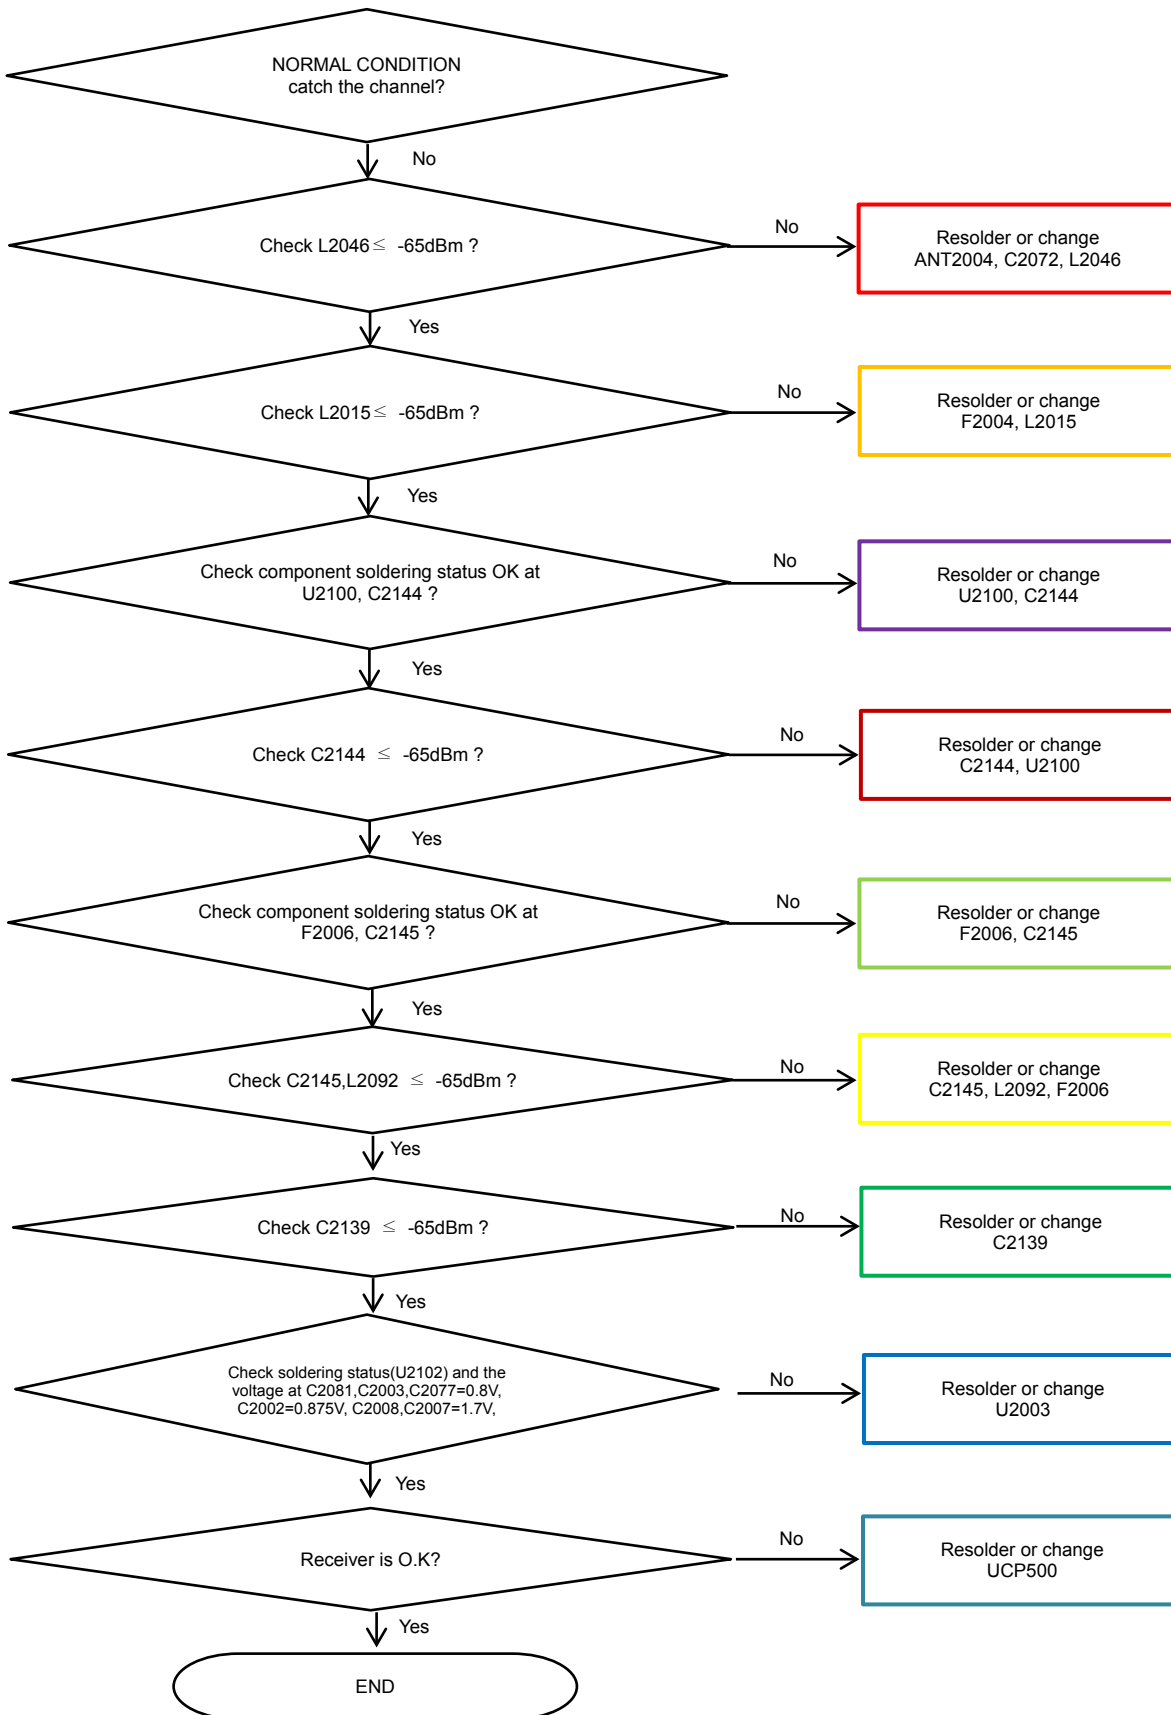 NORMAL CONDITION
catch the channel?
No
Check L2046≤ -65dBm ?
No
Resolder or change
ANT2004, C2072, L2046
Yes
Check L2015≤ -65dBm ?
No
Resolder or change
F2004, L2015
Yes
Check component soldering status OK at
U2100, C2144 ?
No
Resolder or change
U2100, C2144
Yes
Check C2144 ≤ -65dBm ?
No
Resolder or change
C2144, U2100
Yes
Check component soldering status OK at
F2006, C2145 ?
No
Resolder or change
F2006, C2145
Yes
Check C2145,L2092 ≤ -65dBm ?
No
Resolder or change
C2145, L2092, F2006
Yes
Check C2139 ≤ -65dBm ?
No
Resolder or change
C2139
Yes
Check soldering status(U2102) and the
voltage at C2081,C2003,C2077=0.8V,
C2002=0.875V, C2008,C2007=1.7V,
No
Resolder or change
U2003
Yes
Receiver is O.K?
No
Resolder or change
UCP500
Yes
END